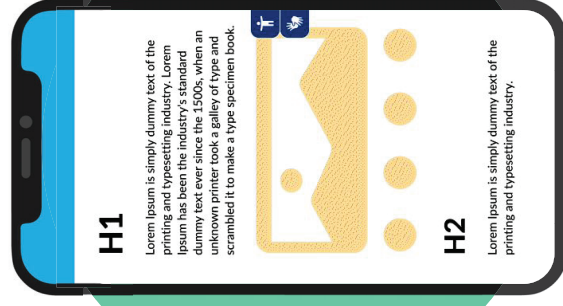 H1
Lorem Ipsum is simply dummy text of the
printing and typesetting industry. Lorem
Ipsum has been the industry's standard
dummy text ever since the 1500s, when an
unknown printer took a galley of type and
scrambled it to make a type specimen book.
H2
Lorem Ipsum is simply dummy text of the
printing and typesetting industry.